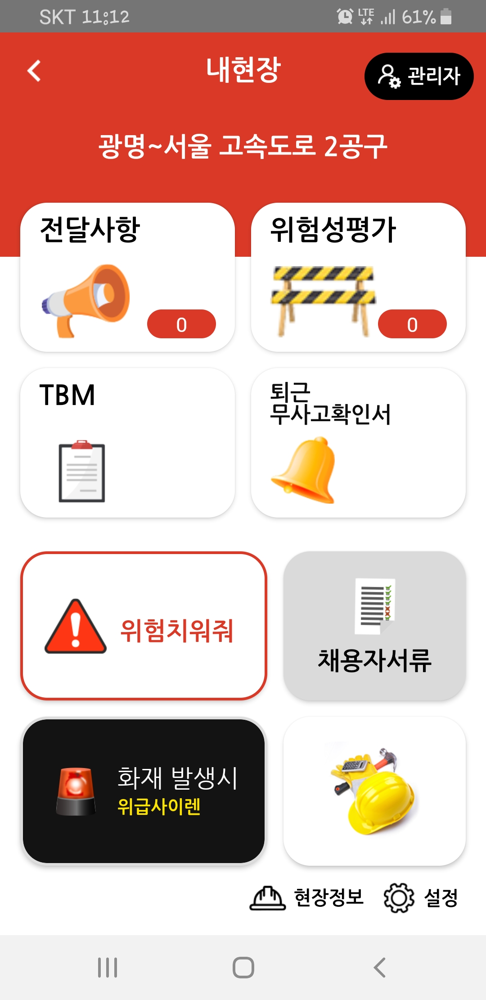 SKT 11:12
LTE 61%
내현장
관리자
광명~서울 고속도로 2공구
전달사항
0
위험성평가
0
TBM
퇴근
무사고확인서
위험치워줘
채용자서류
화재 발생시
위급사이렌
현장정보
설정